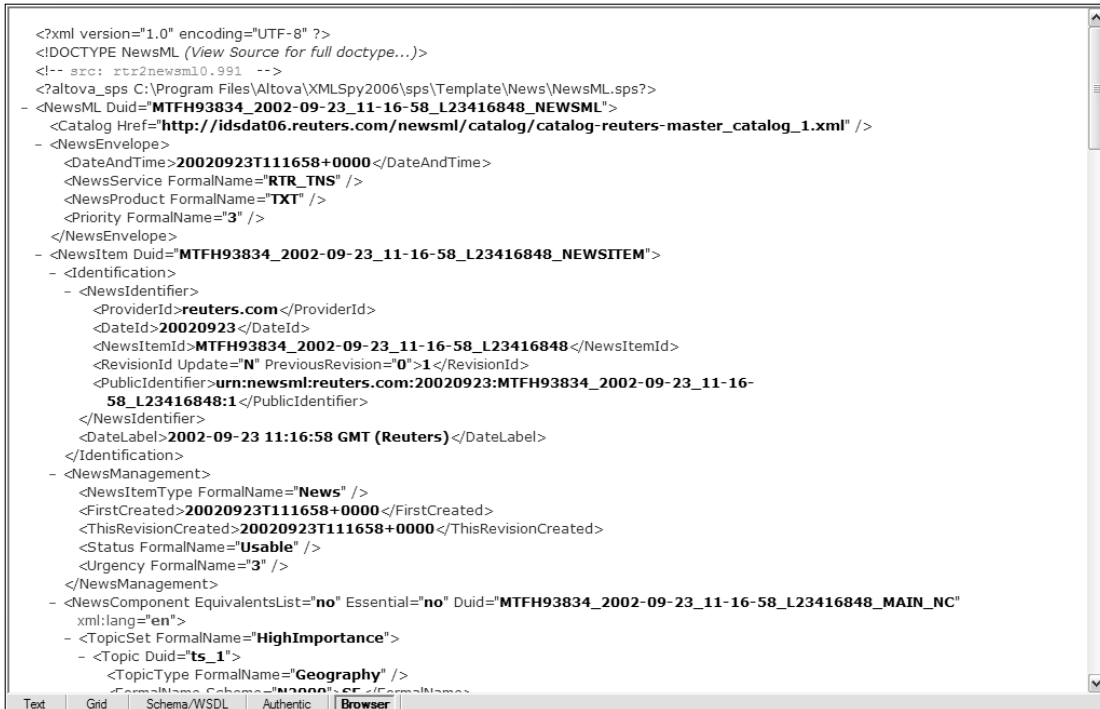 <?xml version="1.0" encoding="UTF-8" ?>
<!DOCTYPE NewsML (View Source for full doctype...)>
<!-- src: rtr2newsml0.991 -->
<?altova_sps C:\Program Files\Altova\XMLSpy2006\sps\Template\News\NewsML.sps?>
- <NewsML Duid="MTFH93834_2002-09-23_11-16-58_L23416848_NEWSML">
<Catalog Href="http://idsdat06.reuters.com/newsml/catalog/catalog-reuters-master_catalog_1.xml" />
- <NewsEnvelope>
<DateAndTime>20020923T111658+0000</DateAndTime>
<NewsService FormalName="RTR_TNS" />
<NewsProduct FormalName="TXT" />
<Priority FormalName="3" />
</NewsEnvelope>
- <NewsItem Duid="MTFH93834_2002-09-23_11-16-58_L23416848_NEWSITEM">
- <Identification>
- <NewsIdentifier>
<ProviderId>reuters.com</ProviderId>
<DateId>20020923</DateId>
<NewsItemId>MTFH93834_2002-09-23_11-16-58_L23416848</NewsItemId>
<RevisionId Update="N" PreviousRevision="0">1</RevisionId>
<PublicIdentifier>urn:newsml:reuters.com:20020923:MTFH93834_2002-09-23_11-16-
58_L23416848:1</PublicIdentifier>
</NewsIdentifier>
<DateLabel>2002-09-23 11:16:58 GMT (Reuters)</DateLabel>
</Identification>
- <NewsManagement>
<NewsItemType FormalName="News" />
<FirstCreated>20020923T111658+0000</FirstCreated>
<ThisRevisionCreated>20020923T111658+0000</ThisRevisionCreated>
<Status FormalName="Usable" />
<Urgency FormalName="3" />
</NewsManagement>
- <NewsComponent EquivalentsList="no" Essential="no" Duid="MTFH93834_2002-09-23_11-16-58_L23416848_MAIN_NC"
xml:lang="en">
- <TopicSet FormalName="HighImportance">
- <Topic Duid="ts_1">
<TopicType FormalName="Geography" />
<FormalName Scheme="N2000">SE</FormalName>
Text Grid Schema/WSDL Authentic Browser